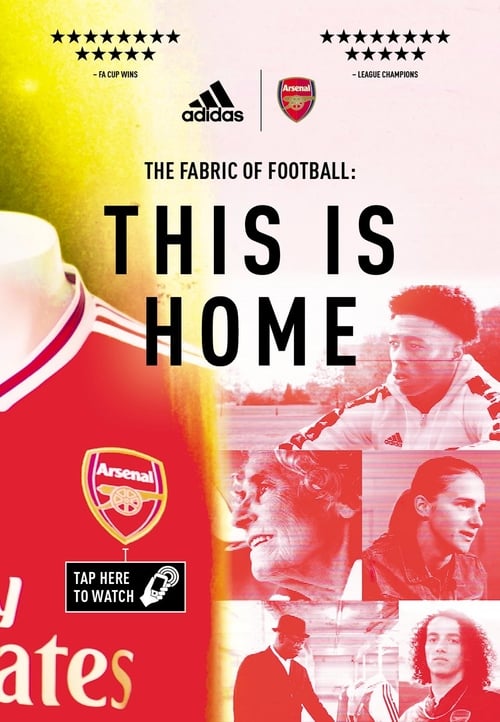 ★★★★★★★★
★★★★★
– FA CUP WINS
★★★★★★★★
★★★★★
– LEAGUE CHAMPIONS
adidas
Arsenal
THE FABRIC OF FOOTBALL:
THIS IS
HOME
Arsenal
TAP HERE
TO WATCH
y
ates